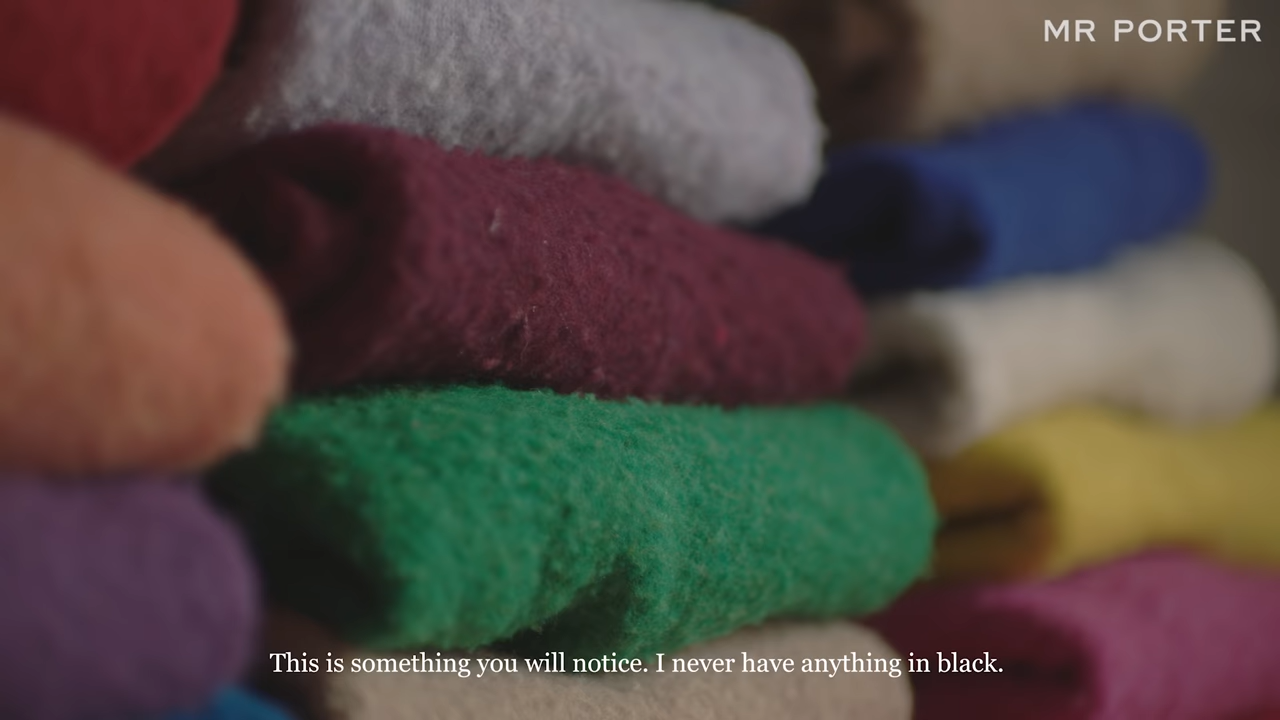 MR PORTER
This is something you will notice. I never have anything in black.